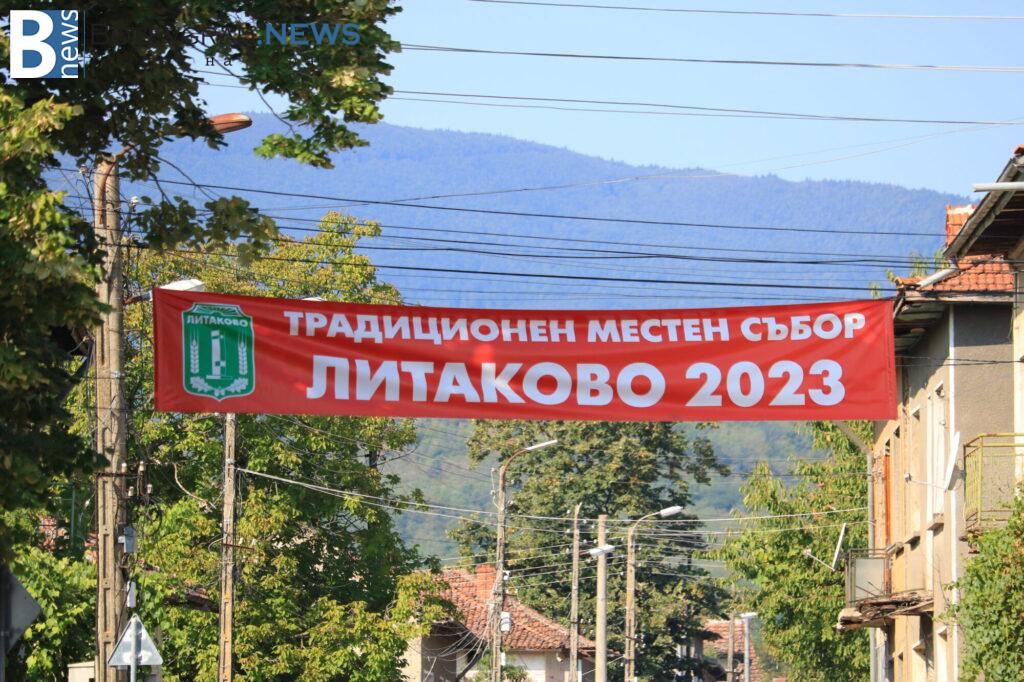 B news
.NEWS
ЛИТАКОВО
ТРАДИЦИОНЕН МЕСТЕН СЪБОР
ЛИТАКОВО 2023